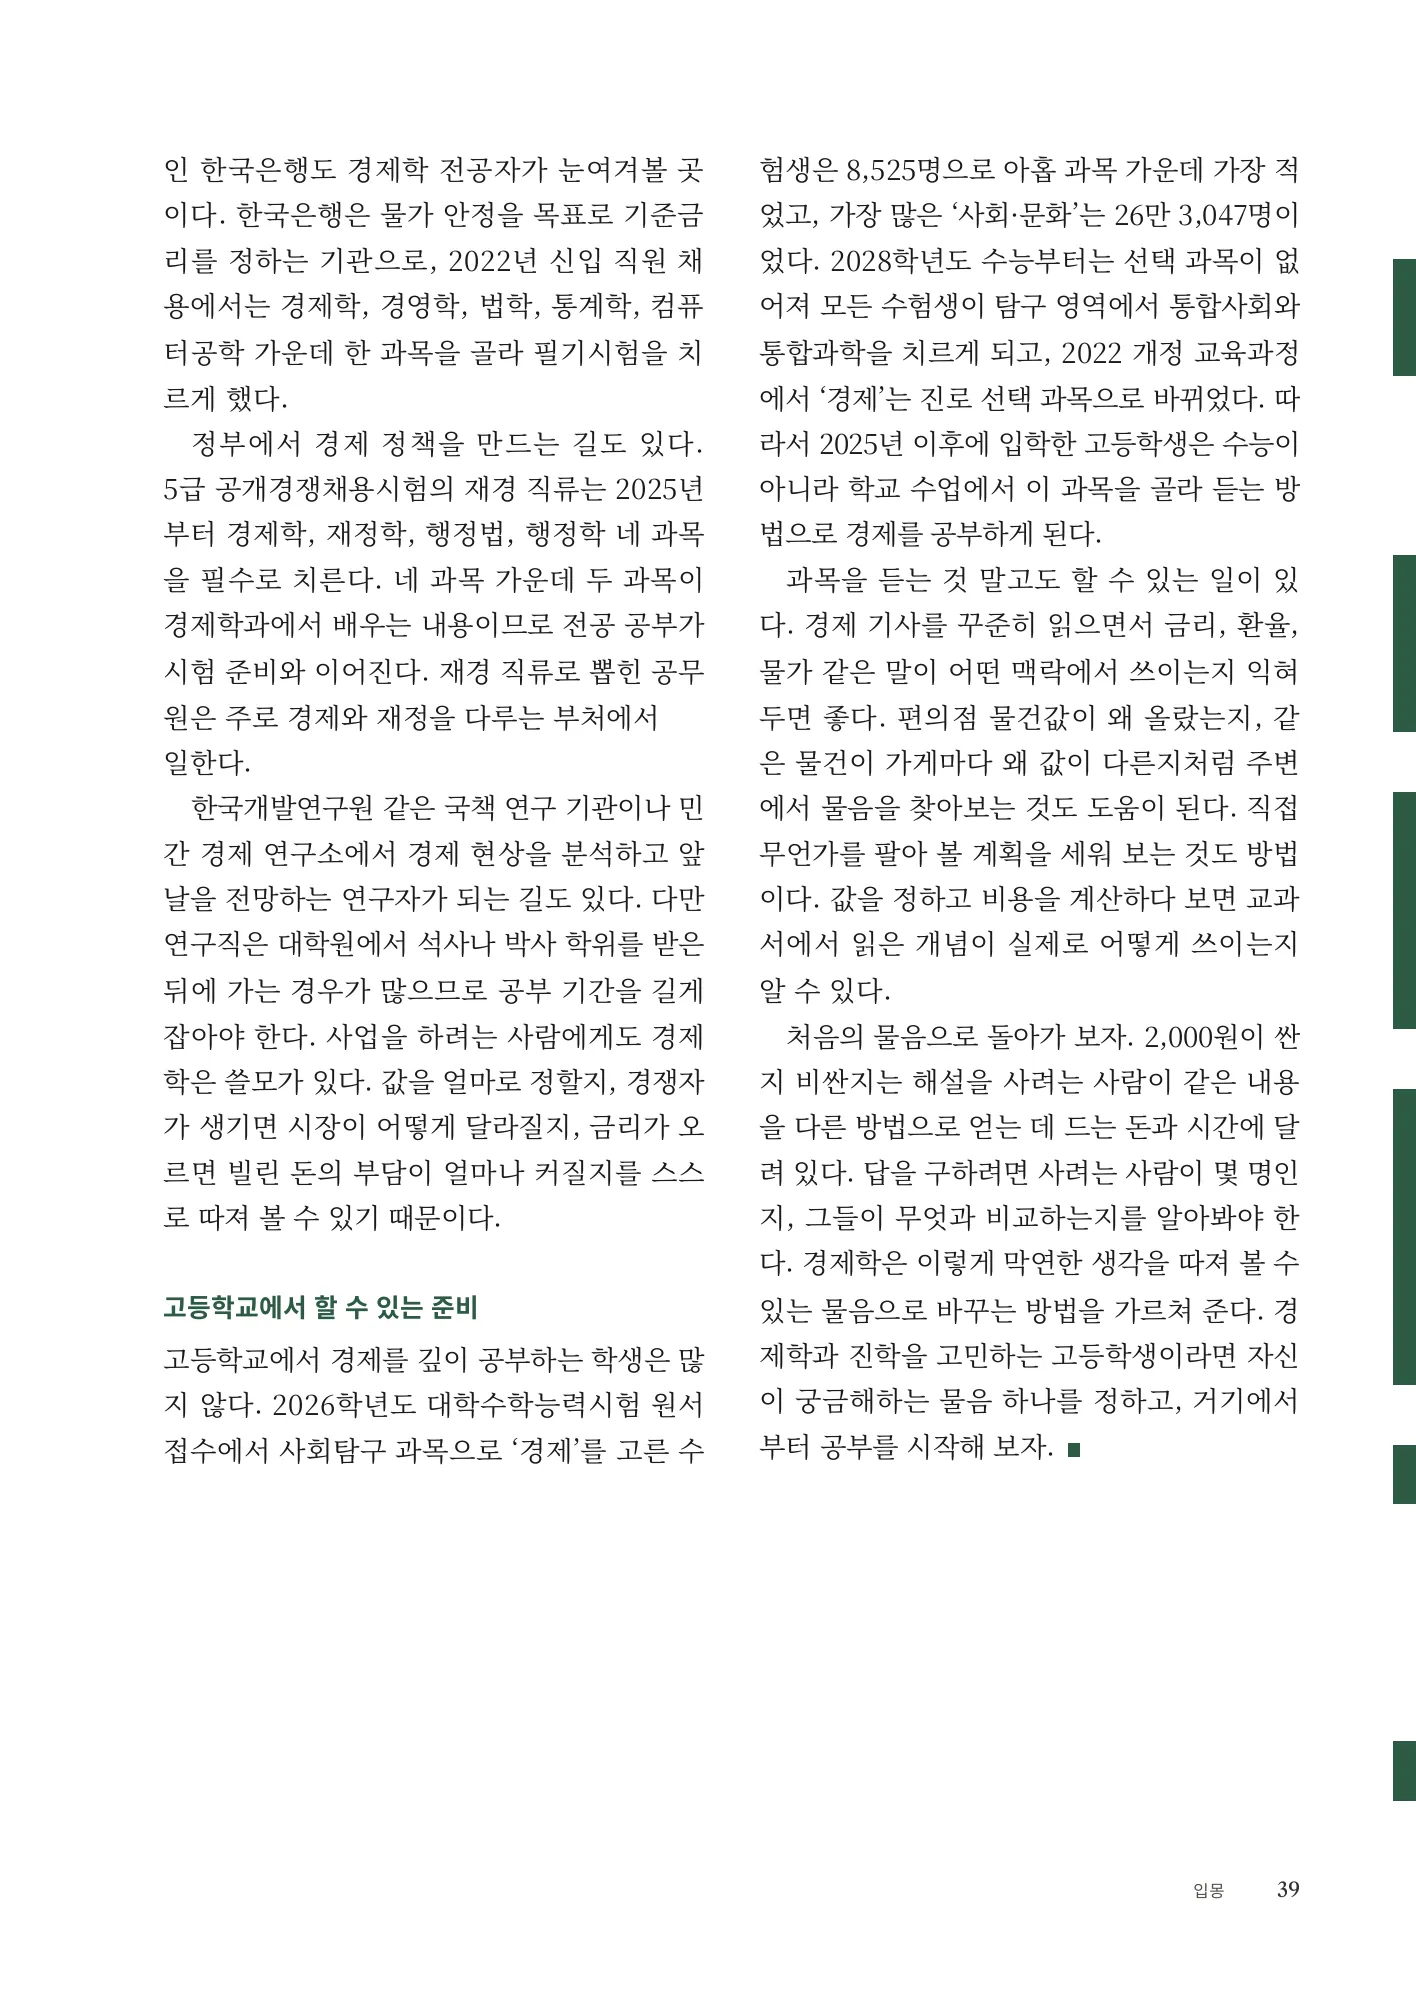 인 한국은행도 경제학 전공자가 눈여겨볼 곳
이다. 한국은행은 물가 안정을 목표로 기준금
리를 정하는 기관으로, 2022년 신입 직원 채
용에서는 경제학, 경영학, 법학, 통계학, 컴퓨
터공학 가운데 한 과목을 골라 필기시험을 치
르게 했다.
정부에서 경제 정책을 만드는 길도 있다.
5급 공개경쟁채용시험의 재경 직류는 2025년
부터 경제학, 재정학, 행정법, 행정학 네 과목
을 필수로 치른다. 네 과목 가운데 두 과목이
경제학과에서 배우는 내용이므로 전공 공부가
시험 준비와 이어진다. 재경 직류로 뽑힌 공무
원은 주로 경제와 재정을 다루는 부처에서
일한다.
한국개발연구원 같은 국책 연구 기관이나 민
간 경제 연구소에서 경제 현상을 분석하고 앞
날을 전망하는 연구자가 되는 길도 있다. 다만
연구직은 대학원에서 석사나 박사 학위를 받은
뒤에 가는 경우가 많으므로 공부 기간을 길게
잡아야 한다. 사업을 하려는 사람에게도 경제
학은 쓸모가 있다. 값을 얼마로 정할지, 경쟁자
가 생기면 시장이 어떻게 달라질지, 금리가 오
르면 빌린 돈의 부담이 얼마나 커질지를 스스
로 따져 볼 수 있기 때문이다.
고등학교에서 할 수 있는 준비
고등학교에서 경제를 깊이 공부하는 학생은 많
지 않다. 2026학년도 대학수학능력시험 원서
접수에서 사회탐구 과목으로 ‘경제’를 고른 수
험생은 8,525명으로 아홉 과목 가운데 가장 적
었고, 가장 많은 ‘사회·문화’는 26만 3,047명이
었다. 2028학년도 수능부터는 선택 과목이 없
어져 모든 수험생이 탐구 영역에서 통합사회와
통합과학을 치르게 되고, 2022 개정 교육과정
에서 ‘경제’는 진로 선택 과목으로 바뀌었다. 따
라서 2025년 이후에 입학한 고등학생은 수능이
아니라 학교 수업에서 이 과목을 골라 듣는 방
법으로 경제를 공부하게 된다.
과목을 듣는 것 말고도 할 수 있는 일이 있
다. 경제 기사를 꾸준히 읽으면서 금리, 환율,
물가 같은 말이 어떤 맥락에서 쓰이는지 익혀
두면 좋다. 편의점 물건값이 왜 올랐는지, 같
은 물건이 가게마다 왜 값이 다른지처럼 주변
에서 물음을 찾아보는 것도 도움이 된다. 직접
무언가를 팔아 볼 계획을 세워 보는 것도 방법
이다. 값을 정하고 비용을 계산하다 보면 교과
서에서 읽은 개념이 실제로 어떻게 쓰이는지
알 수 있다.
처음의 물음으로 돌아가 보자. 2,000원이 싼
지 비싼지는 해설을 사려는 사람이 같은 내용
을 다른 방법으로 얻는 데 드는 돈과 시간에 달
려 있다. 답을 구하려면 사려는 사람이 몇 명인
지, 그들이 무엇과 비교하는지를 알아봐야 한
다. 경제학은 이렇게 막연한 생각을 따져 볼 수
있는 물음으로 바꾸는 방법을 가르쳐 준다. 경
제학과 진학을 고민하는 고등학생이라면 자신
이 궁금해하는 물음 하나를 정하고, 거기에서
부터 공부를 시작해 보자.
입몽 39